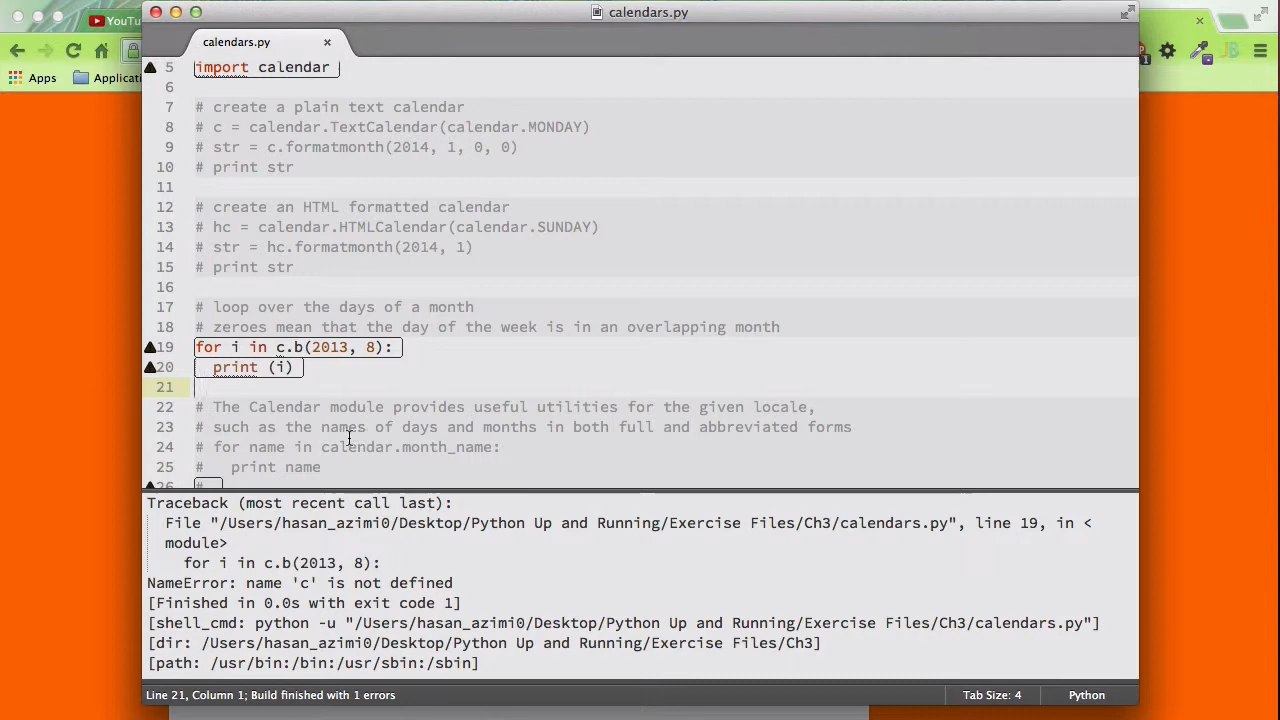 calendars.py
YouTu
calendars.py ×
Apps
Applicati
5 import calendar
6
7 # create a plain text calendar
8 # c = calendar.TextCalendar(calendar.MONDAY)
9 # str = c.formatmonth(2014, 1, 0, 0)
10 # print str
11
12 # create an HTML formatted calendar
13 # hc = calendar.HTMLCalendar(calendar.SUNDAY)
14 # str = hc.formatmonth(2014, 1)
15 # print str
16
17 # loop over the days of a month
18 # zeroes mean that the day of the week is in an overlapping month
19 for i in c.b(2013, 8):
20 print (i)
21
22 # The Calendar module provides useful utilities for the given locale,
23 # such as the names of days and months in both full and abbreviated forms
24 # for name in calendar.month_name:
25 # print name
26 #
Traceback (most recent call last):
File "/Users/hasan_azimi0/Desktop/Python Up and Running/Exercise Files/Ch3/calendars.py", line 19, in <
module>
for i in c.b(2013, 8):
NameError: name 'c' is not defined
[Finished in 0.0s with exit code 1]
[shell_cmd: python -u "/Users/hasan_azimi0/Desktop/Python Up and Running/Exercise Files/Ch3/calendars.py"]
[dir: /Users/hasan_azimi0/Desktop/Python Up and Running/Exercise Files/Ch3]
[path: /usr/bin:/bin:/usr/sbin:/sbin]
Line 21, Column 1; Build finished with 1 errors
Tab Size: 4
Python